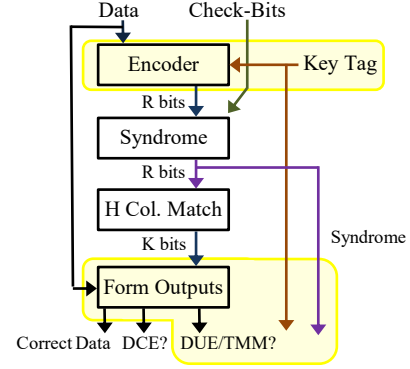 Data Check-Bits
Encoder
Key Tag
R bits
Syndrome
R bits
H Col. Match
K bits
Syndrome
Form Outputs
Correct Data DCE? DUE/TMM?